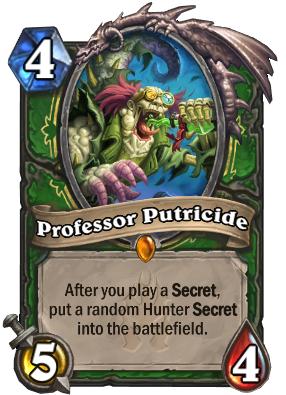 4
Professor Putricide
After you play a Secret,
put a random Hunter Secret
into the battlefield.
5
4